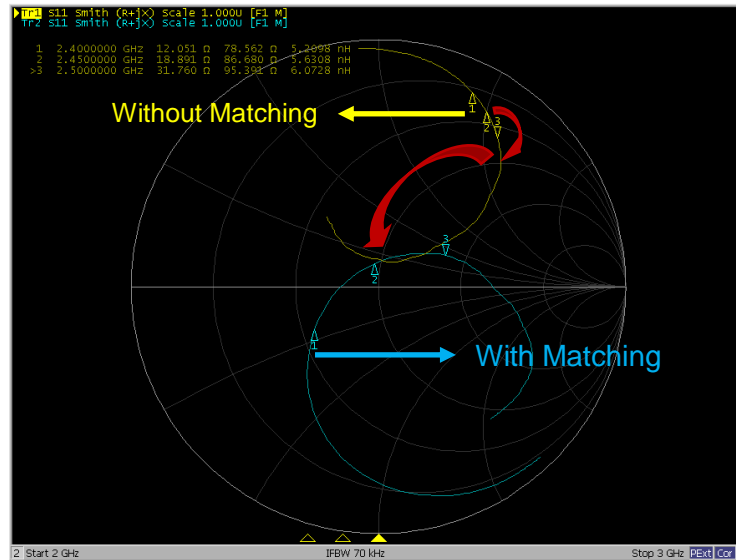 Tr1 S11 Smith (R+jX) Scale 1.000U [F1 M]
Tr2 S11 Smith (R+jX) Scale 1.000U [F1 M]
1 2.4000000 GHz 12.051 Ω 78.562 Ω 5.2098 nH
2 2.4500000 GHz 18.891 Ω 86.680 Ω 5.6308 nH
>3 2.5000000 GHz 31.760 Ω 95.391 Ω 6.0728 nH
Without Matching
1
2
3
3
2
1
With Matching
2 Start 2 GHz IFBW 70 kHz Stop 3 GHz PExt Cor